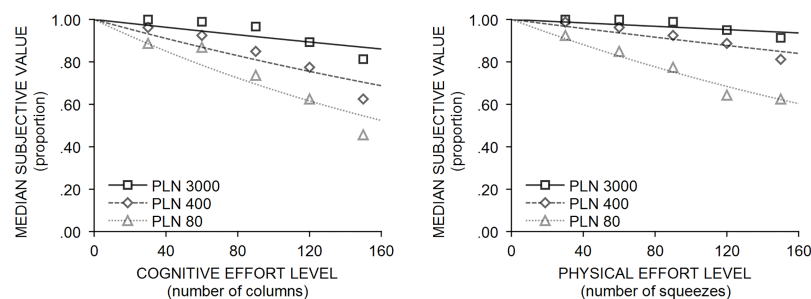 MEDIAN SUBJECTIVE VALUE
(proportion)
1.00
.80
.60
.40
.20
.00
PLN 3000
PLN 400
PLN 80
0
40
80
120
160
COGNITIVE EFFORT LEVEL
(number of columns)
MEDIAN SUBJECTIVE VALUE
(proportion)
1.00
.80
.60
.40
.20
.00
PLN 3000
PLN 400
PLN 80
0
40
80
120
160
PHYSICAL EFFORT LEVEL
(number of squeezes)